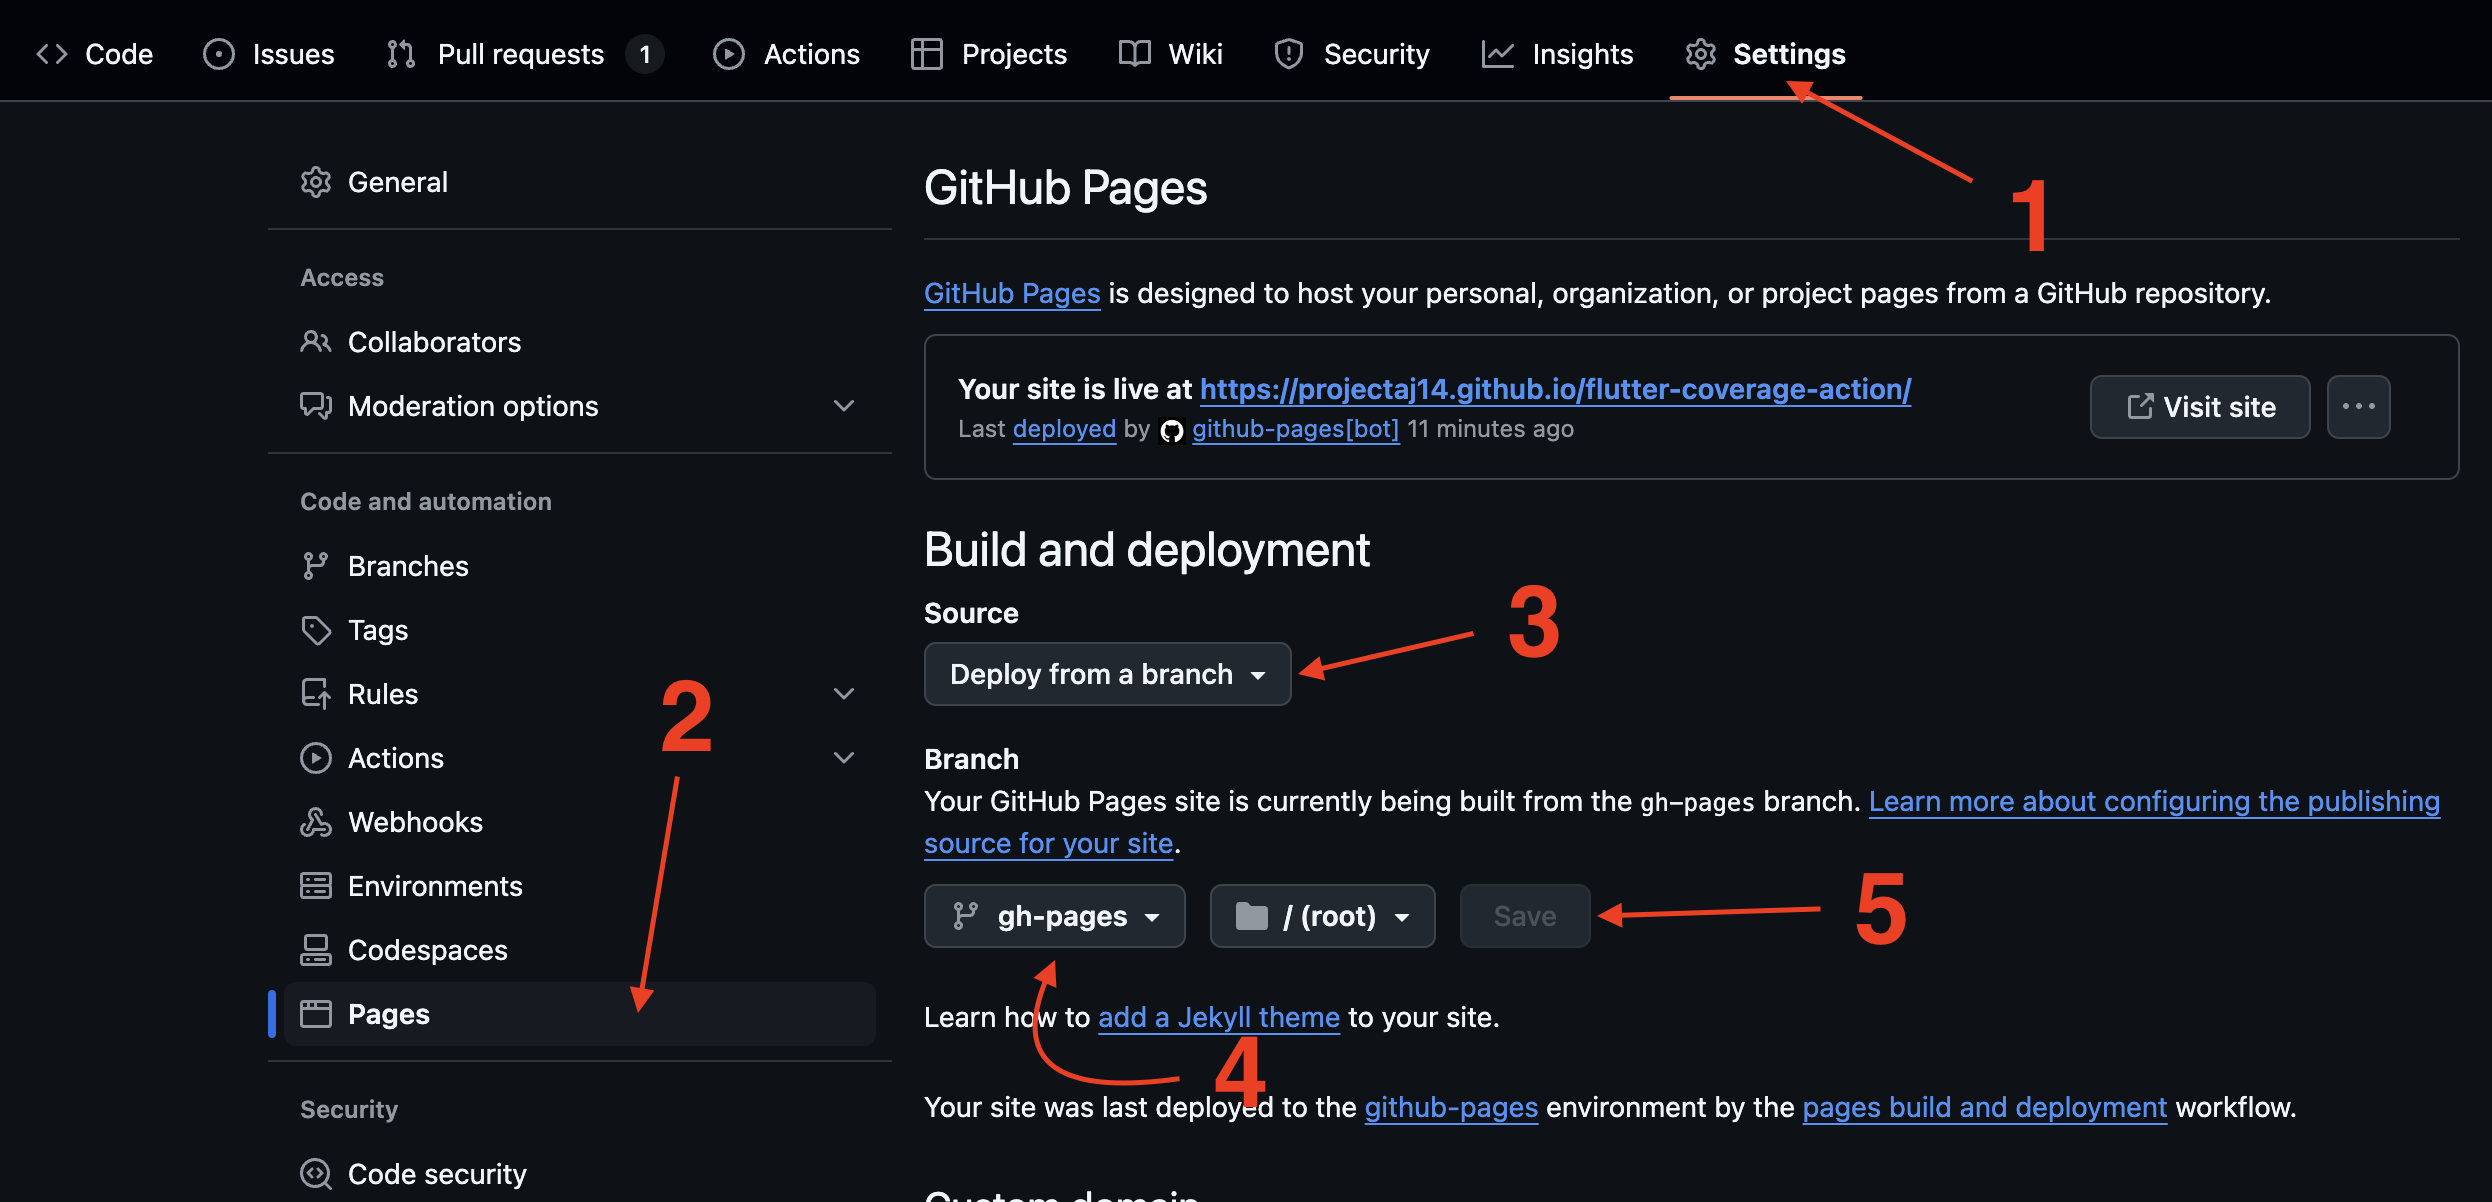 Code Issues Pull requests 1 Actions Projects Wiki Security Insights Settings
1
General
Access
Collaborators
Moderation options
Code and automation
Branches
Tags
Rules
Actions
Webhooks
Environments
Codespaces
Pages
2
Security
Code security
GitHub Pages
GitHub Pages is designed to host your personal, organization, or project pages from a GitHub repository.
Your site is live at https://projectaj14.github.io/flutter-coverage-action/
Last deployed by github-pages[bot] 11 minutes ago
Visit site
Build and deployment
Source
Deploy from a branch
3
Branch
Your GitHub Pages site is currently being built from the gh-pages branch. Learn more about configuring the publishing
source for your site.
gh-pages / (root) Save
5
Learn how to add a Jekyll theme to your site.
4
Your site was last deployed to the github-pages environment by the pages build and deployment workflow.
Custom domain